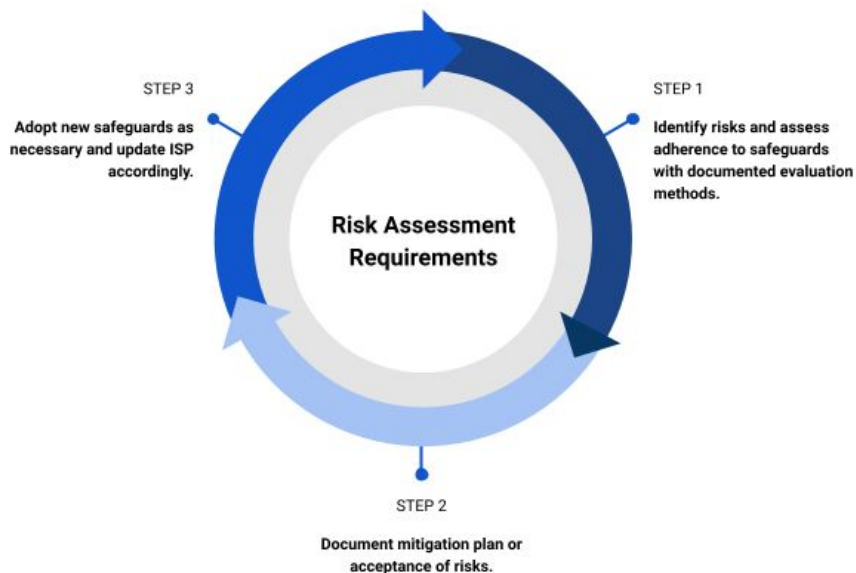 Risk Assessment
Requirements
STEP 1
Identify risks and assess
adherence to safeguards
with documented evaluation
methods.
STEP 2
Document mitigation plan or
acceptance of risks.
STEP 3
Adopt new safeguards as
necessary and update ISP
accordingly.